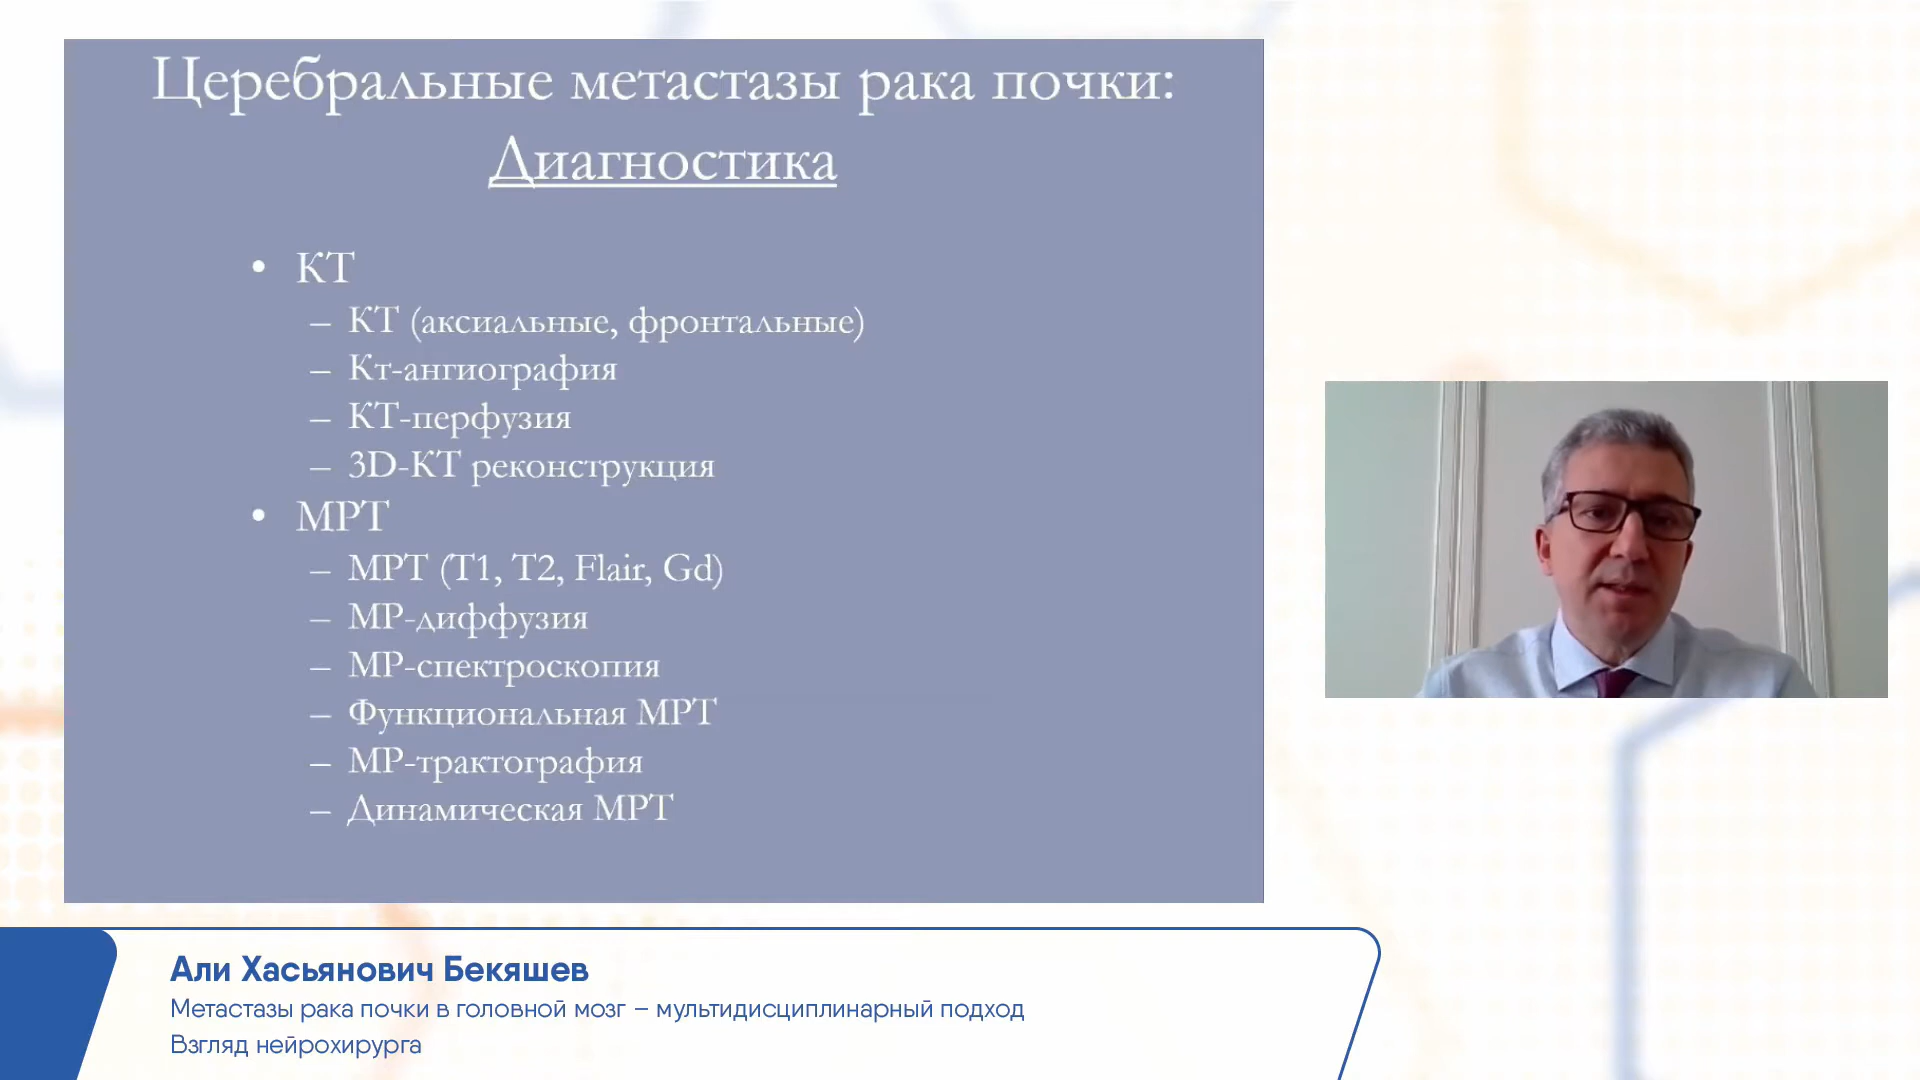 Церебральные метастазы рака почки:
Диагностика
• КТ
– КТ (аксиальные, фронтальные)
– Кт-ангиография
– КТ-перфузия
– 3D-КТ реконструкция
• МРТ
– МРТ (Т1, Т2, Flair, Gd)
– МР-диффузия
– МР-спектроскопия
– Функциональная МРТ
– МР-трактография
– Динамическая МРТ
Али Хасьянович Бекяшев
Метастазы рака почки в головной мозг – мультидисциплинарный подход
Взгляд нейрохирурга